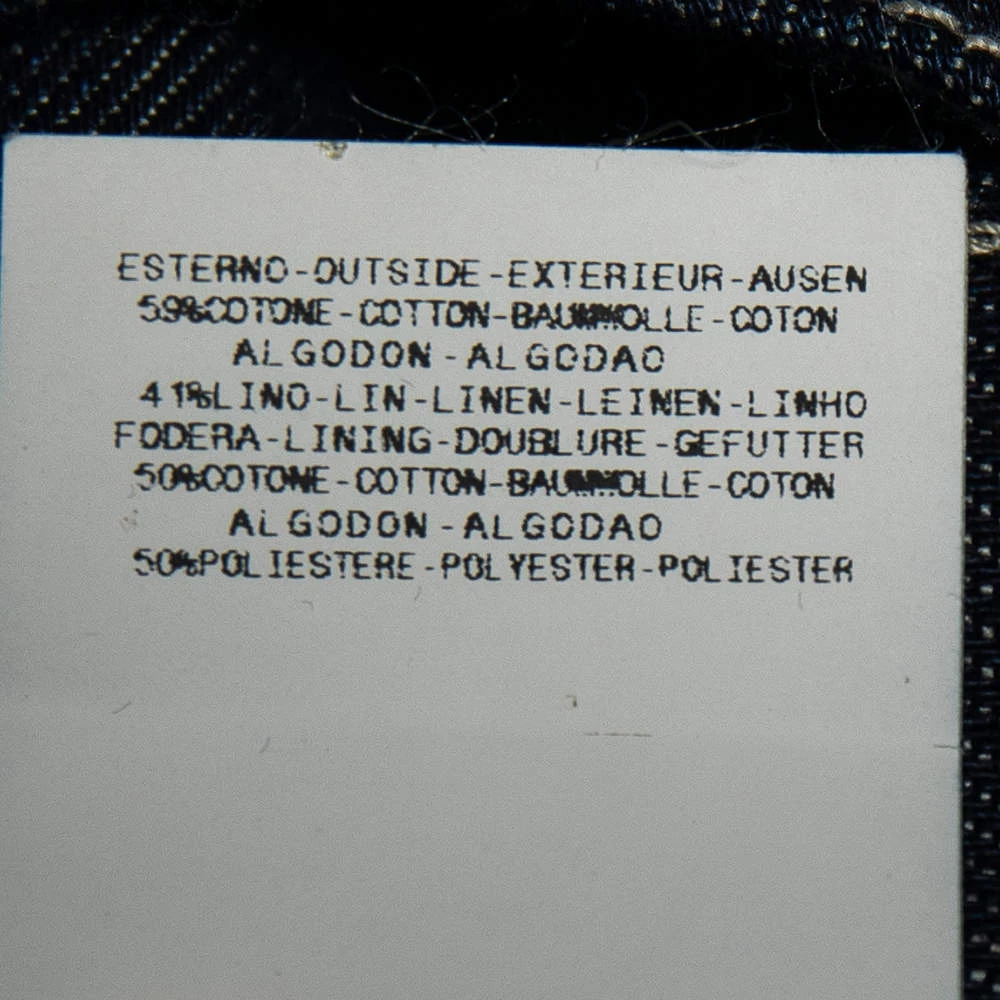 ESTERNO-OUTSIDE-EXTERIEUR-AUSEN
59%COTONE-COTTON-BAUMWOLLE-COTON
ALGODON-ALGODAO
41%LINO-LIN-LINEN-LEINEN-LINHO
FODERA-LINING-DOUBLURE-GEFUTTER
50%COTONE-COTTON-BAUMWOLLE-COTON
ALGODON-ALGODAO
50%POLIESTERE-POLYESTER-POLIESTER